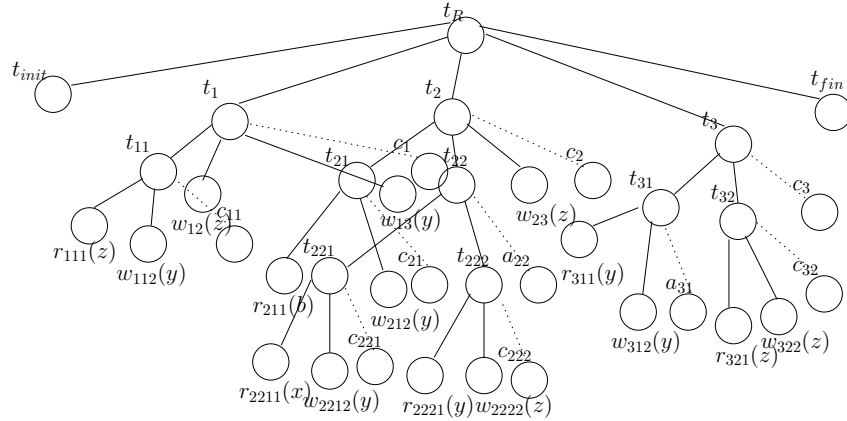 t_R
t_init
t_fin
t_1
t_2
t_3
t_11
c_1
t_21
t_22
c_2
t_31
t_32
c_3
r_111(z)
w_112(y)
w_12(z)
c_11
w_13(y)
w_23(z)
t_221
t_222
c_21
a_22
r_311(y)
a_31
c_32
r_211(b)
w_212(y)
c_221
c_222
w_312(y)
r_321(z)
w_322(z)
r_2211(x)
w_2212(y)
r_2221(y)
w_2222(z)